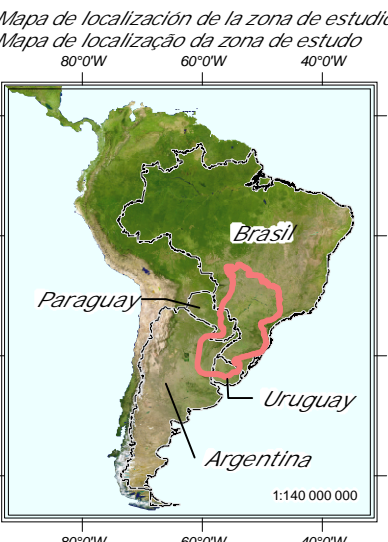 Mapa de localización de la zona de estudio
Mapa de localização da zona de estudo
80°0'W 60°0'W 40°0'W
Brasil
Paraguay
Uruguay
Argentina
1:140 000 000
80°0'W 60°0'W 40°0'W